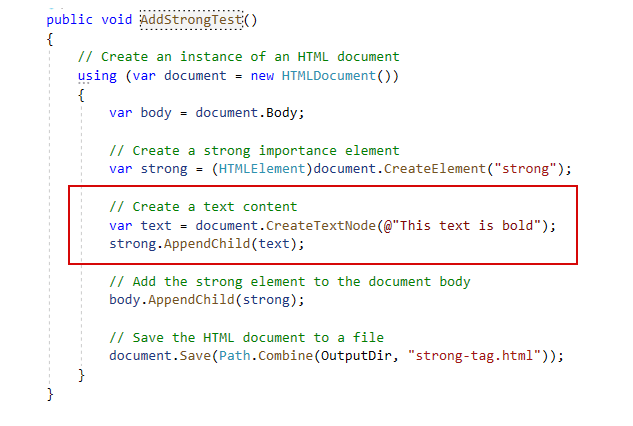 public void AddStrongTest()
{
// Create an instance of an HTML document
using (var document = new HTMLDocument())
{
var body = document.Body;
// Create a strong importance element
var strong = (HTMLElement)document.CreateElement("strong");
// Create a text content
var text = document.CreateTextNode(@"This text is bold");
strong.AppendChild(text);
// Add the strong element to the document body
body.AppendChild(strong);
// Save the HTML document to a file
document.Save(Path.Combine(OutputDir, "strong-tag.html"));
}
}